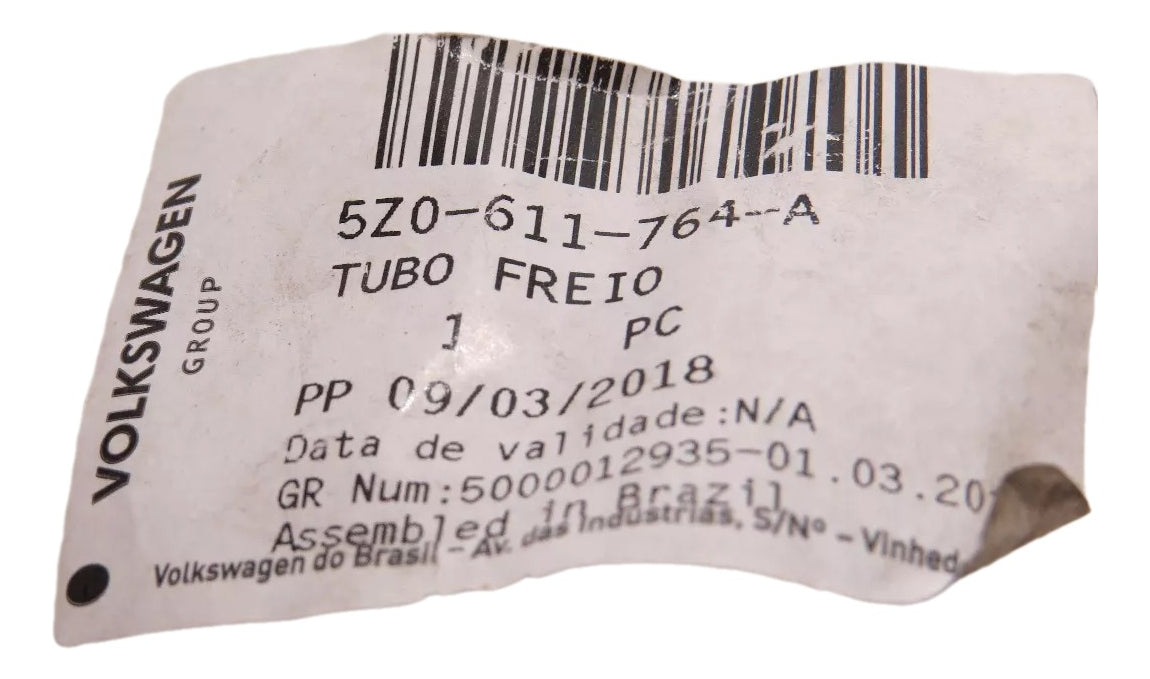 VOLKSWAGEN
GROUP
5Z0-611-764-A
TUBO FREIO
1 PC
PP 09/03/2018
Data de validade:N/A
GR Num:5000012935-01.03.20
Assembled in Brazil
Volkswagen do Brasil - Av. das Indústrias, S/Nº - Vinhed